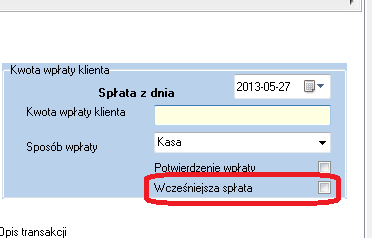 Kwota wpłaty klienta
Spłata z dnia 2013-05-27
Kwota wpłaty klienta
Sposób wpłaty Kasa
Potwierdzenie wpłaty
Wcześniejsza spłata
Opis transakcji